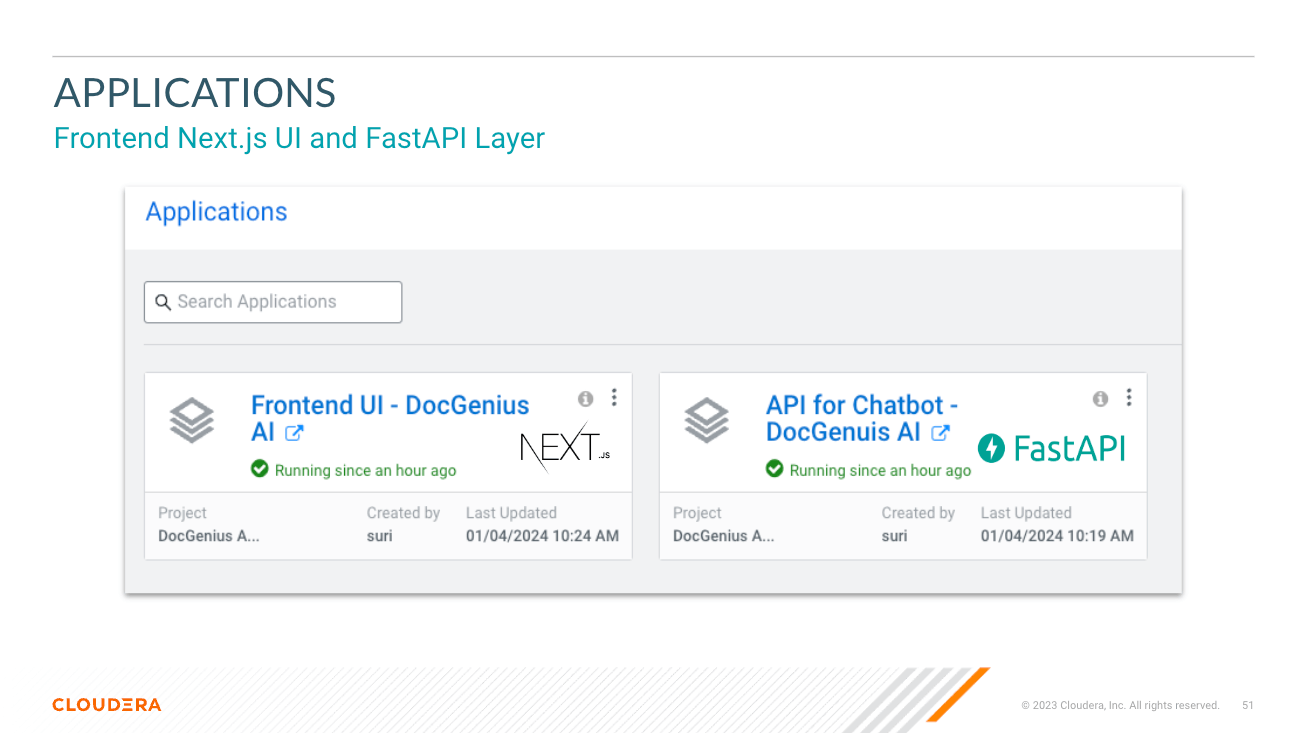 APPLICATIONS
Frontend Next.js UI and FastAPI Layer
Applications
Search Applications
Frontend UI - DocGenius
AI
NEXT.JS
Running since an hour ago
Project
Created by
Last Updated
DocGenius A...
suri
01/04/2024 10:24 AM
API for Chatbot -
DocGenuis AI
FastAPI
Running since an hour ago
Project
Created by
Last Updated
DocGenius A...
suri
01/04/2024 10:19 AM
CLOUDERA
© 2023 Cloudera, Inc. All rights reserved.
51